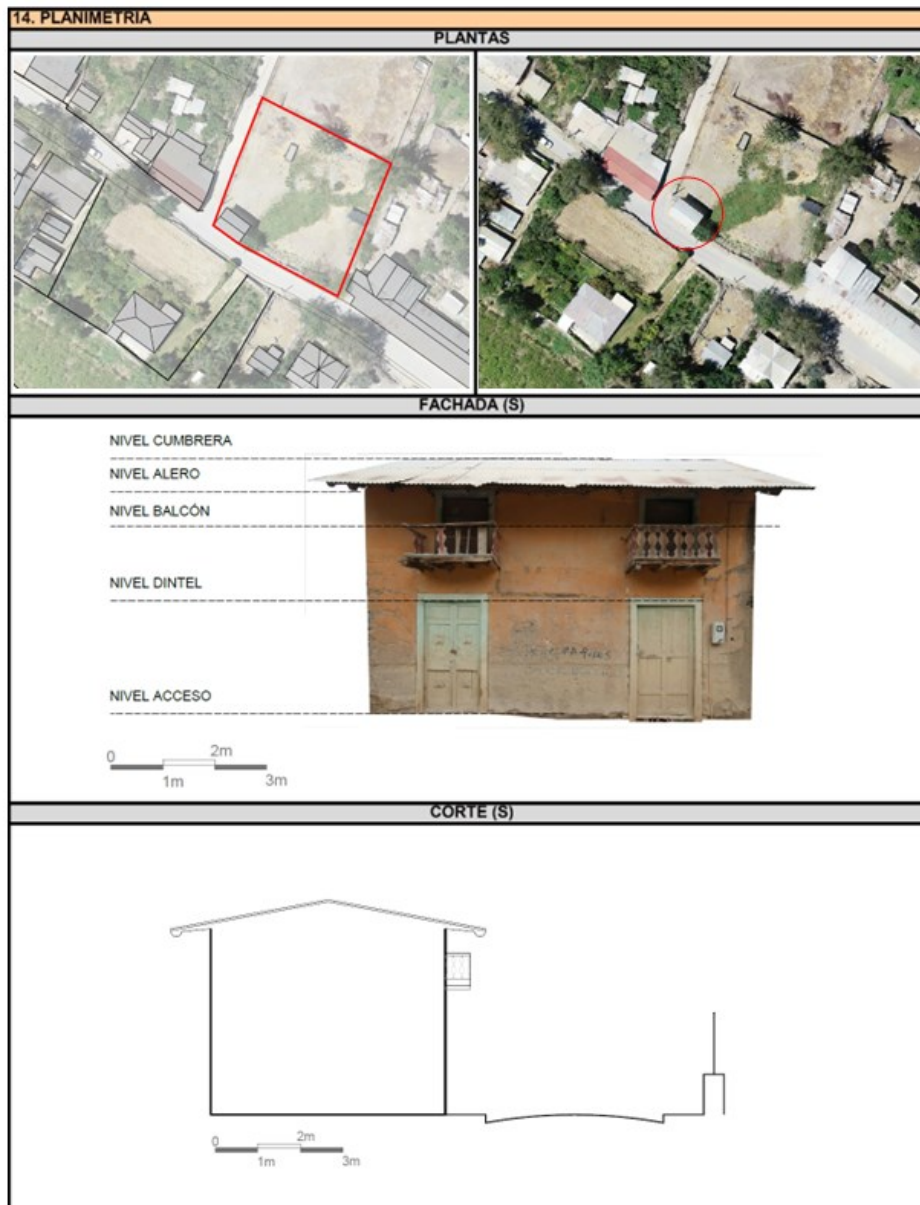 14. PLANIMETRIA
PLANTAS
FACHADA (S)
NIVEL CUMBRERA
NIVEL ALERO
NIVEL BALCÓN
NIVEL DINTEL
NIVEL ACCESO
0 2m
1m 3m
CORTE (S)
0 2m
1m 3m